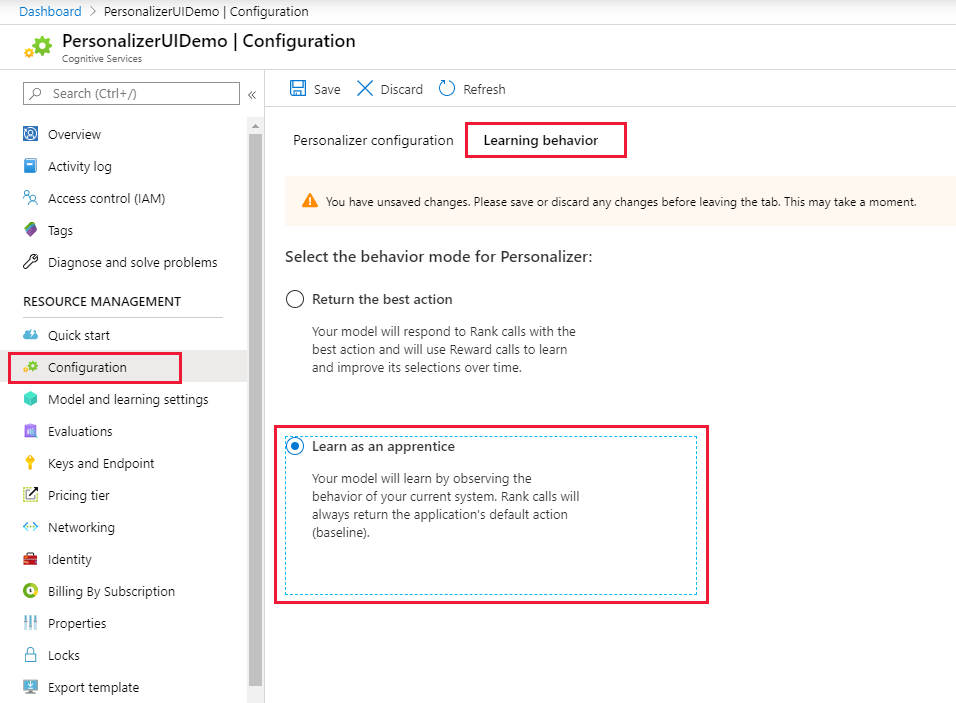 Dashboard > PersonalizerUIDemo | Configuration
PersonalizerUIDemo | Configuration
Cognitive Services
Search (Ctrl+/)
«
Overview
Activity log
Access control (IAM)
Tags
Diagnose and solve problems
RESOURCE MANAGEMENT
Quick start
Configuration
Model and learning settings
Evaluations
Keys and Endpoint
Pricing tier
Networking
Identity
Billing By Subscription
Properties
Locks
Export template
Save Discard Refresh
Personalizer configuration Learning behavior
You have unsaved changes. Please save or discard any changes before leaving the tab. This may take a moment.
Select the behavior mode for Personalizer:
Return the best action
Your model will respond to Rank calls with the
best action and will use Reward calls to learn
and improve its selections over time.
Learn as an apprentice
Your model will learn by observing the
behavior of your current system. Rank calls will
always return the application's default action
(baseline).